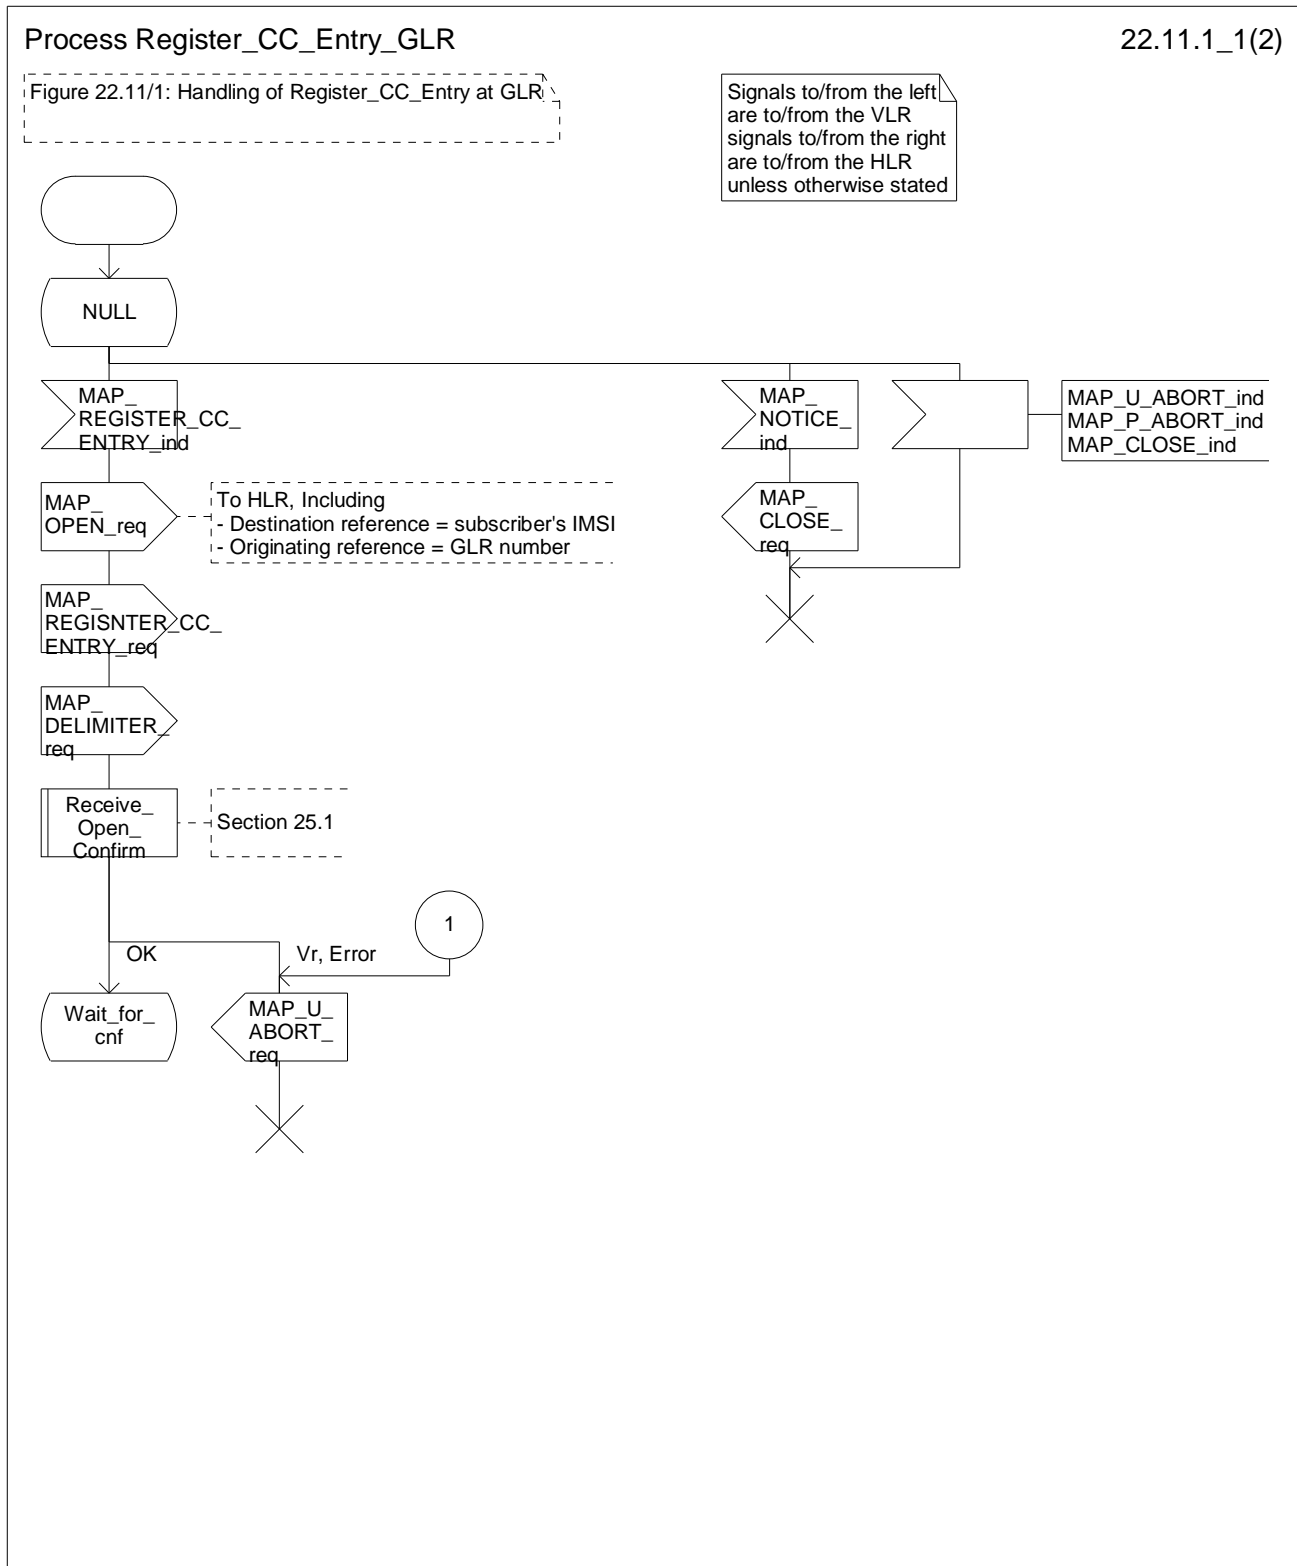 Process Register_CC_Entry_GLR
22.11.1_1(2)
Figure 22.11/1: Handling of Register_CC_Entry at GLR
Signals to/from the left
are to/from the VLR
signals to/from the right
are to/from the HLR
unless otherwise stated
NULL
MAP_
REGISTER_CC_
ENTRY_ind
MAP_
NOTICE_
ind
MAP_U_ABORT_ind
MAP_P_ABORT_ind
MAP_CLOSE_ind
MAP_
OPEN_req
To HLR, Including
- Destination reference = subscriber's IMSI
- Originating reference = GLR number
MAP_
CLOSE_
req
MAP_
REGISNTER_CC_
ENTRY_req
MAP_
DELIMITER_
req
Receive_
Open_
Confirm
Section 25.1
1
OK
Vr, Error
Wait_for_
cnf
MAP_U_
ABORT_
req